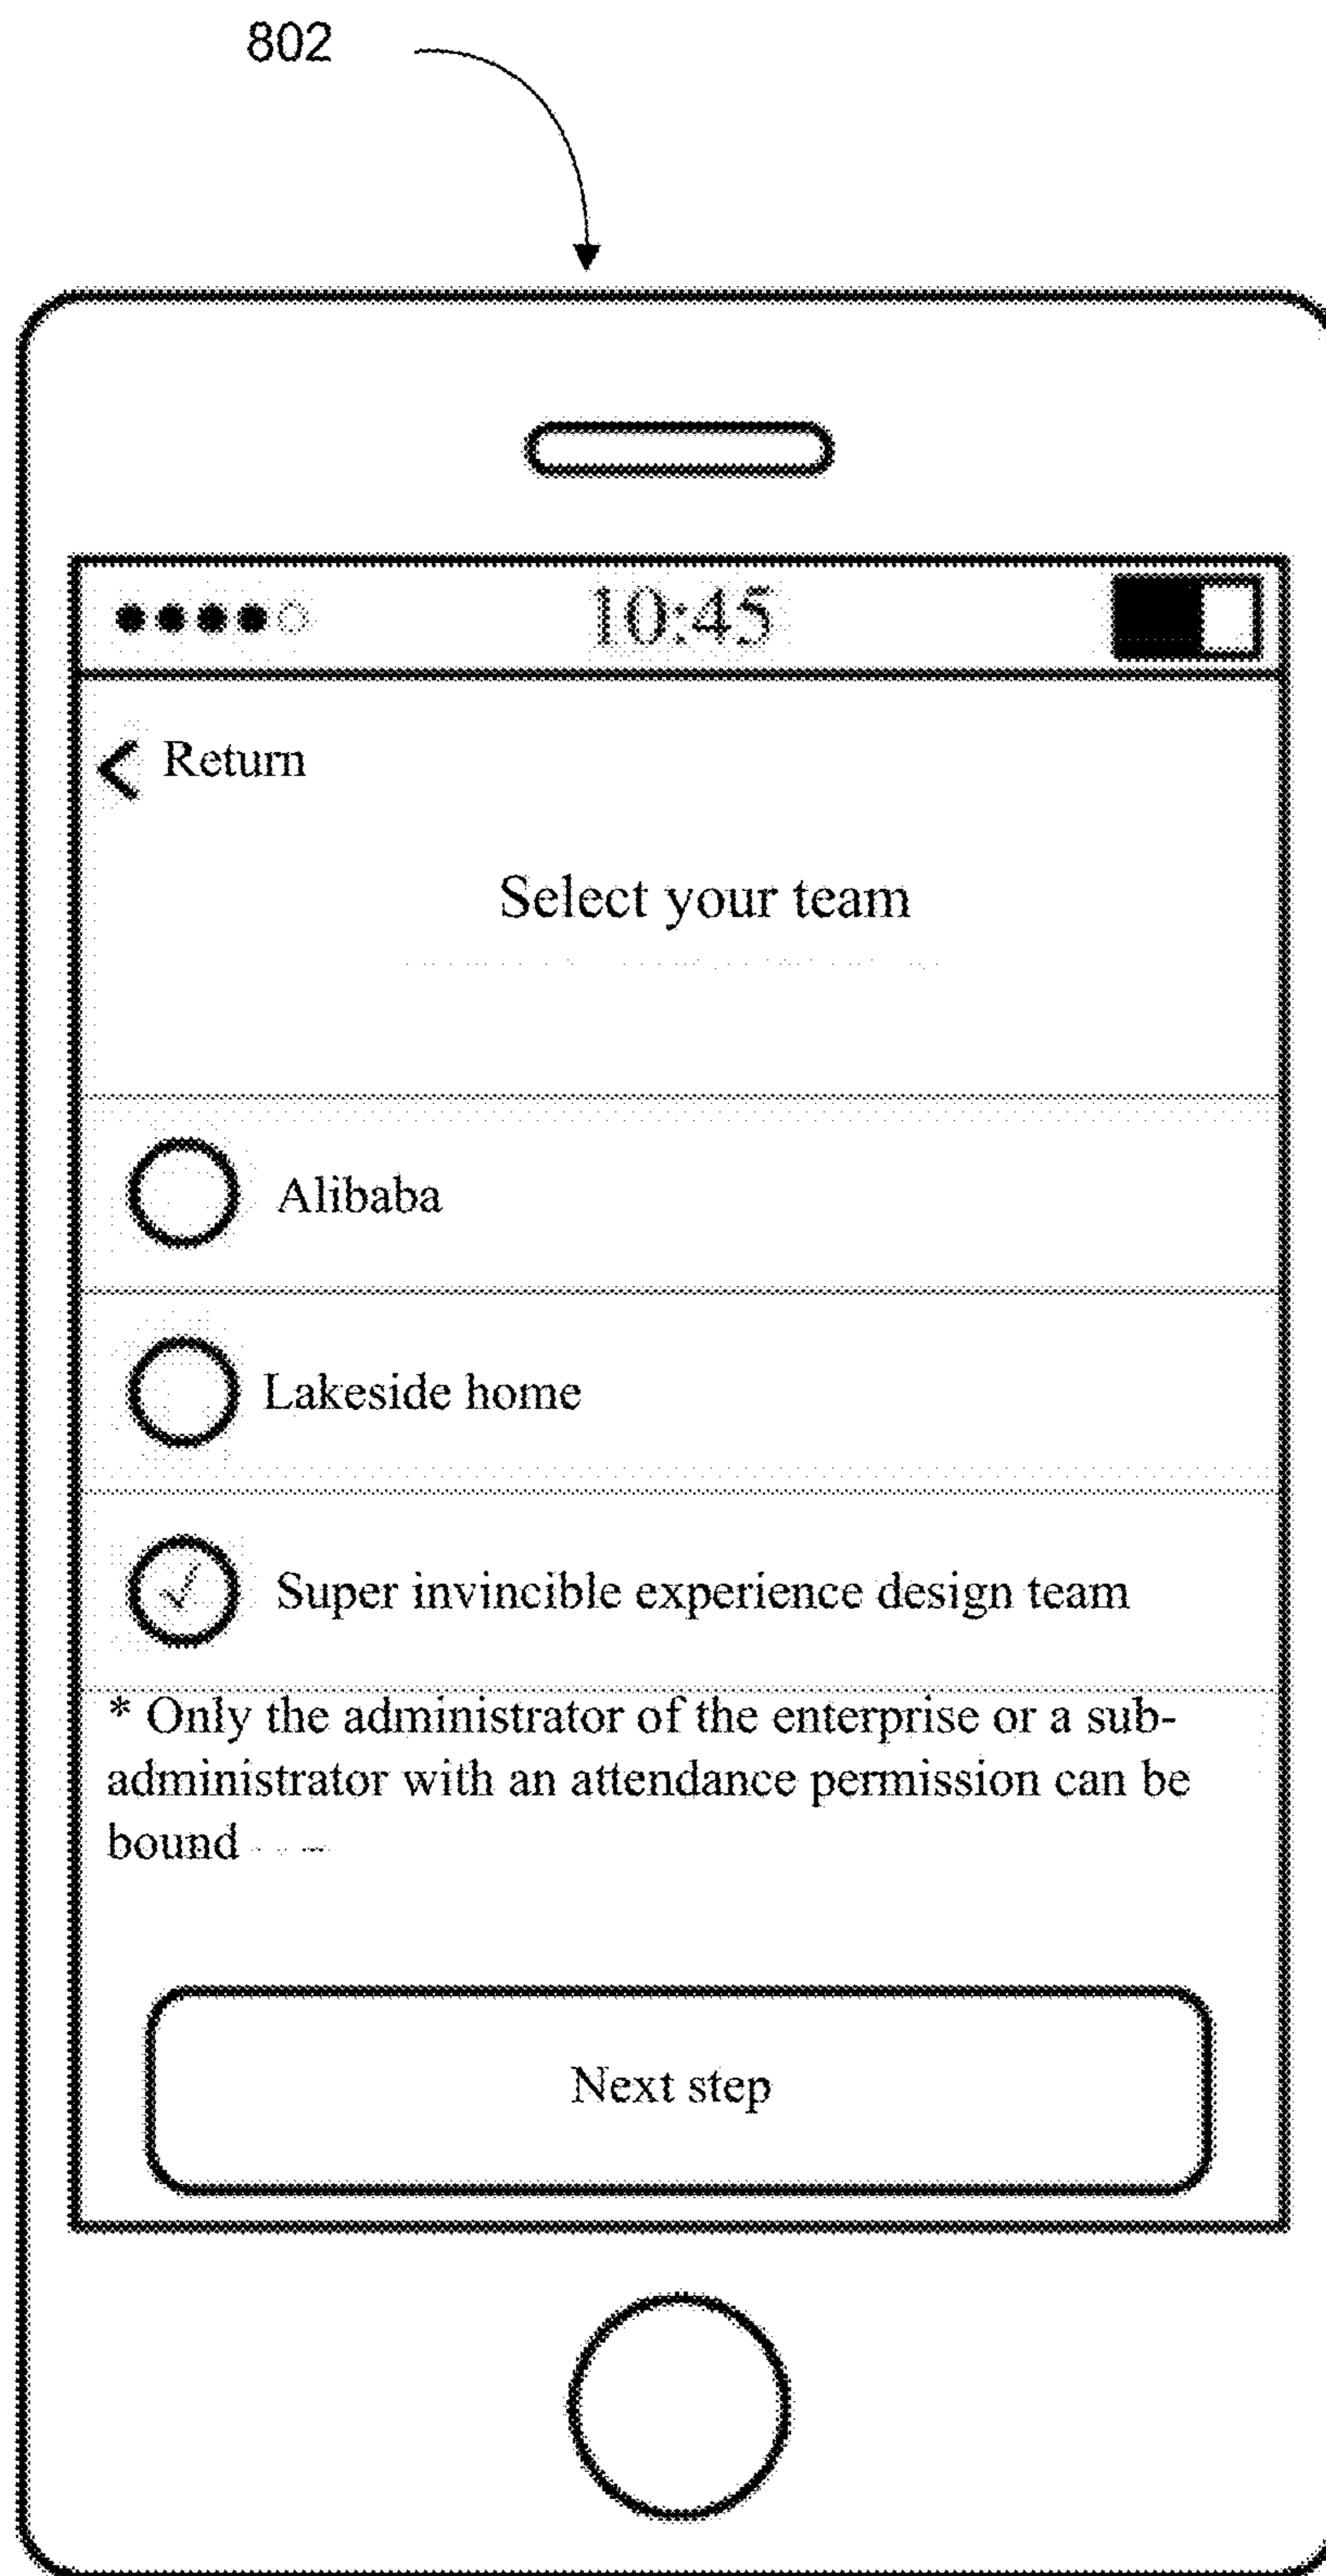 802
10:45
Return
Select your team
Alibaba
Lakeside home
Super invincible experience design team
* Only the administrator of the enterprise or a sub-
administrator with an attendance permission can be
bound
Next step